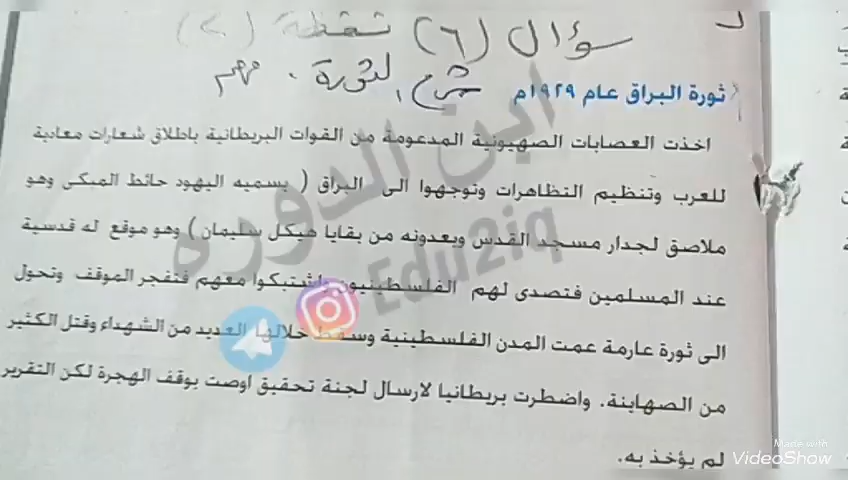 سؤال (٦) نقطة (٢)
ثورة البراق عام ١٩٢٩م شرح الثورة . مهم
اخذت العصابات الصهيونية المدعومة من القوات البريطانية باطلاق شعارات معادية
للعرب وتنظيم التظاهرات وتوجهوا الى البراق ( يسميه اليهود حائط المبكى وهو
ملاصق لجدار مسجد القدس ويعدونه من بقايا هيكل سليمان ) وهو موقع له قدسية
عند المسلمين فتصدى لهم الفلسطينيون واشتبكوا معهم فتفجر الموقف وتحول
الى ثورة عارمة عمت المدن الفلسطينية وسقط خلالها العديد من الشهداء وقتل الكثير
من الصهاينة. واضطرت بريطانيا لارسال لجنة تحقيق اوصت بوقف الهجرة لكن التقرير
لم يؤخذ به.
ابن الدوره
Edu2iq
Made with
VideoShow